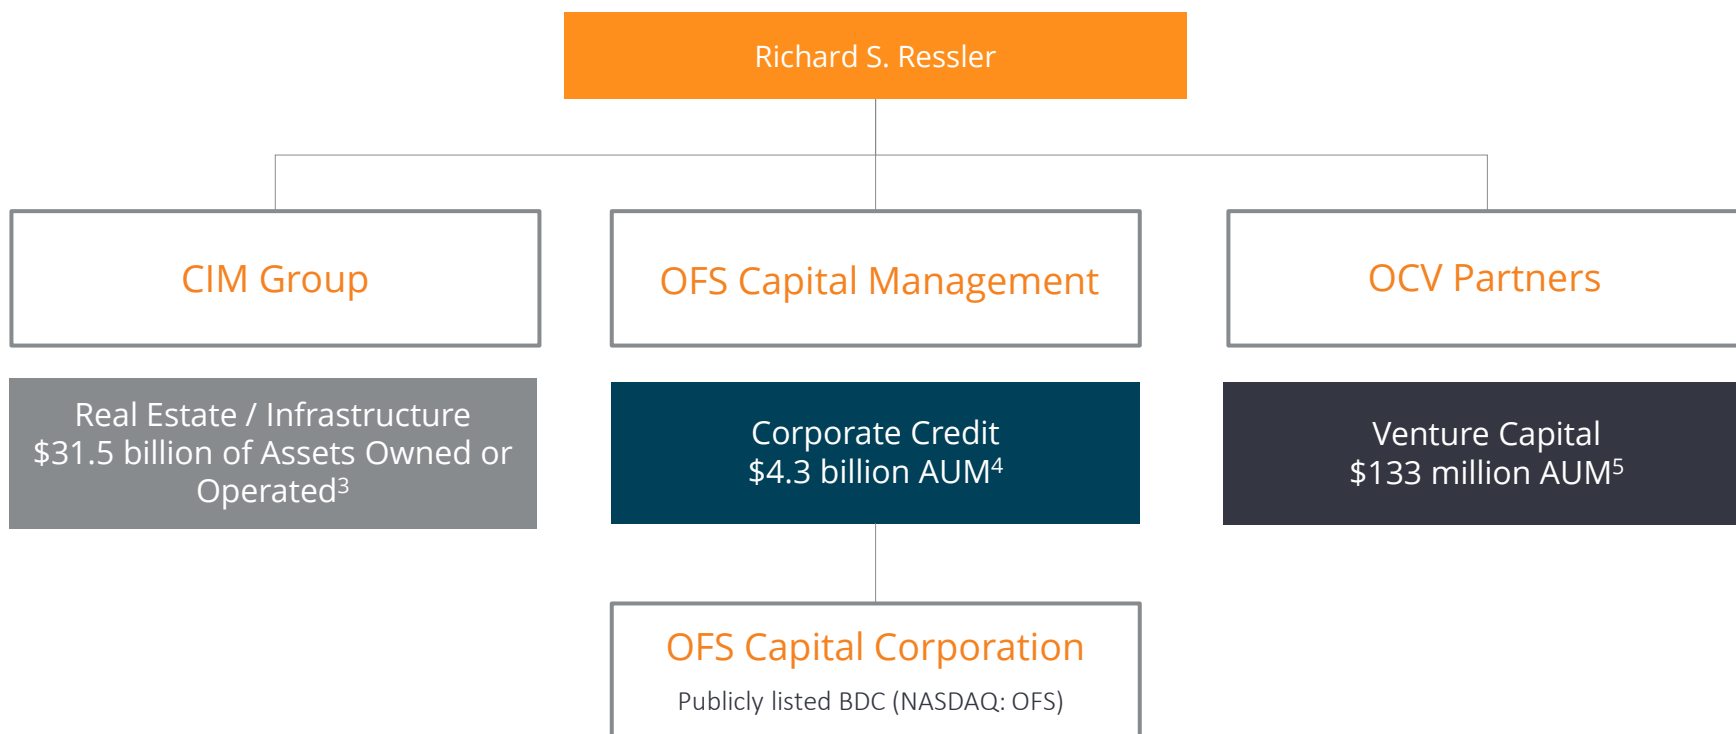 Richard S. Ressler
CIM Group
OFS Capital Management
OCV Partners
Real Estate / Infrastructure
$31.5 billion of Assets Owned or
Operated³
Corporate Credit
$4.3 billion AUM⁴
Venture Capital
$133 million AUM⁵
OFS Capital Corporation
Publicly listed BDC (NASDAQ: OFS)